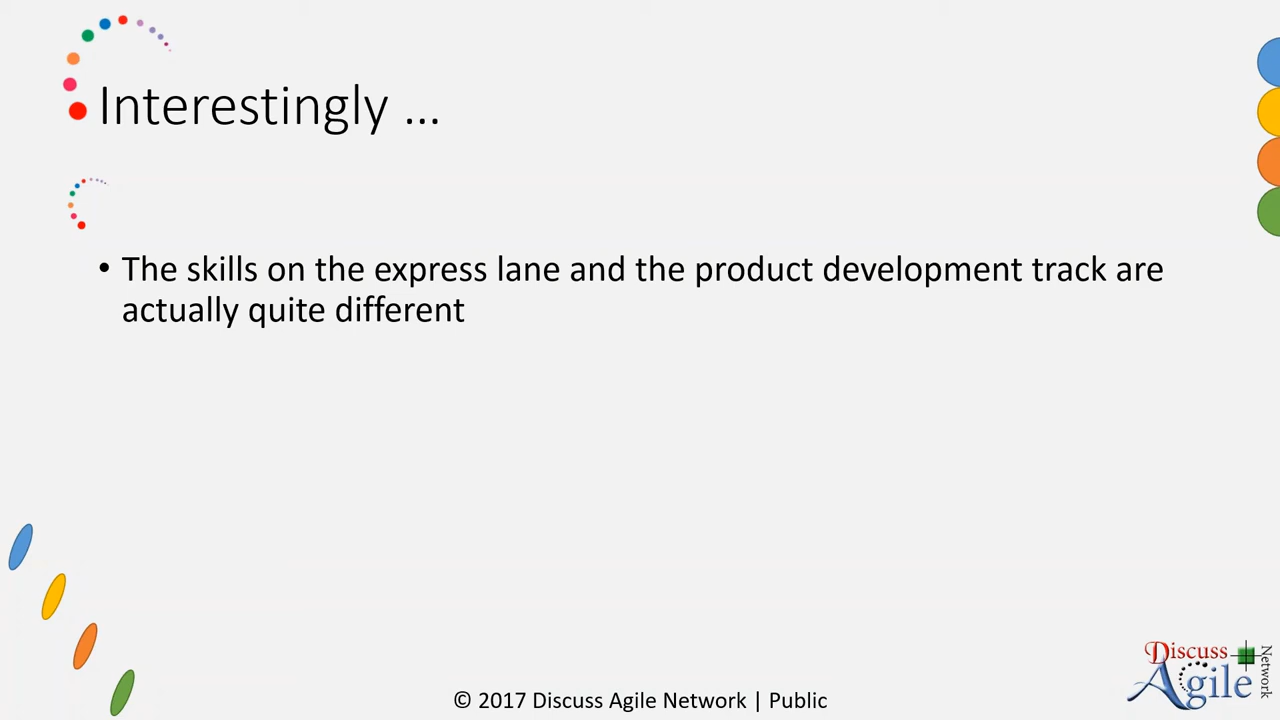 Interestingly ...
• The skills on the express lane and the product development track are
actually quite different
© 2017 Discuss Agile Network | Public
Discuss
Agile
Network